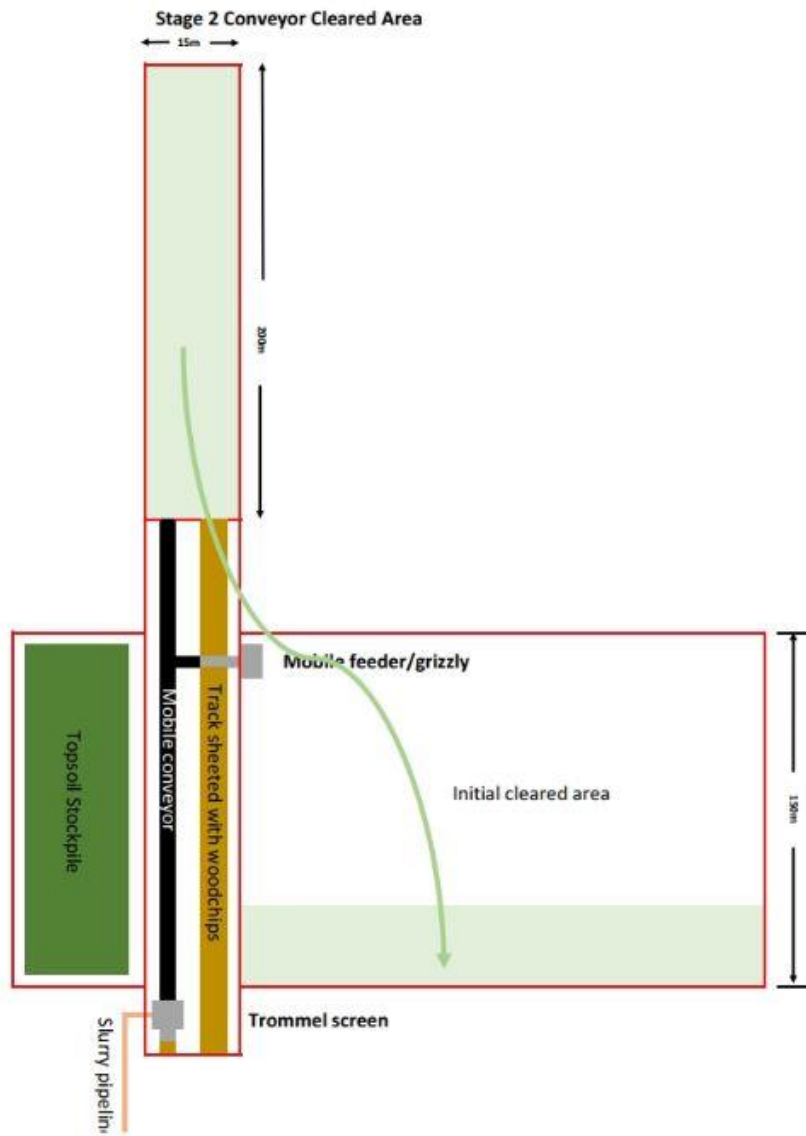 Stage 2 Conveyor Cleared Area
15m
200m
Mobile feeder/grizzly
Topsoil Stockpile
Mobile conveyor
Track sheeted with woodchips
Initial cleared area
150m
Trommel screen
Slurry pipelin